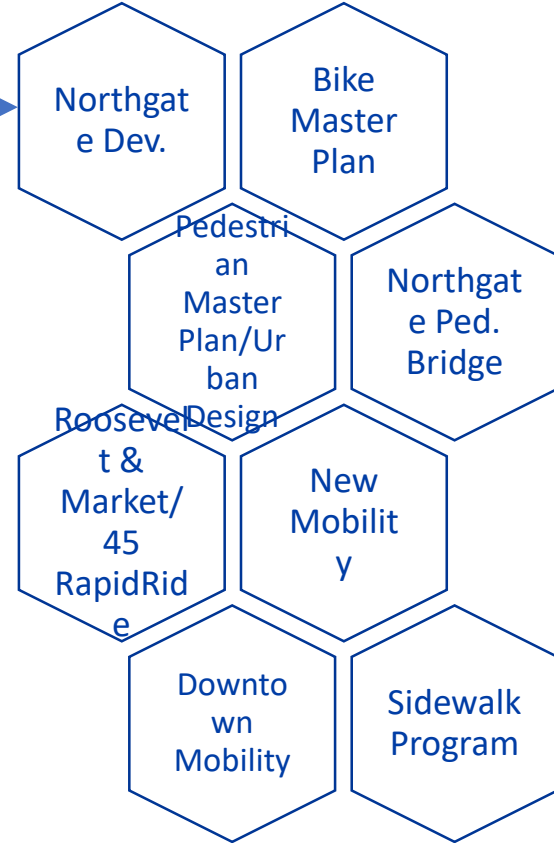 Northgat
e Dev.
Bike
Master
Plan
Pedestri
an
Master
Plan/Ur
ban
Design
Northgat
e Ped.
Bridge
Roosevel
t &
Market/
45
RapidRid
e
New
Mobilit
y
Downto
wn
Mobility
Sidewalk
Program